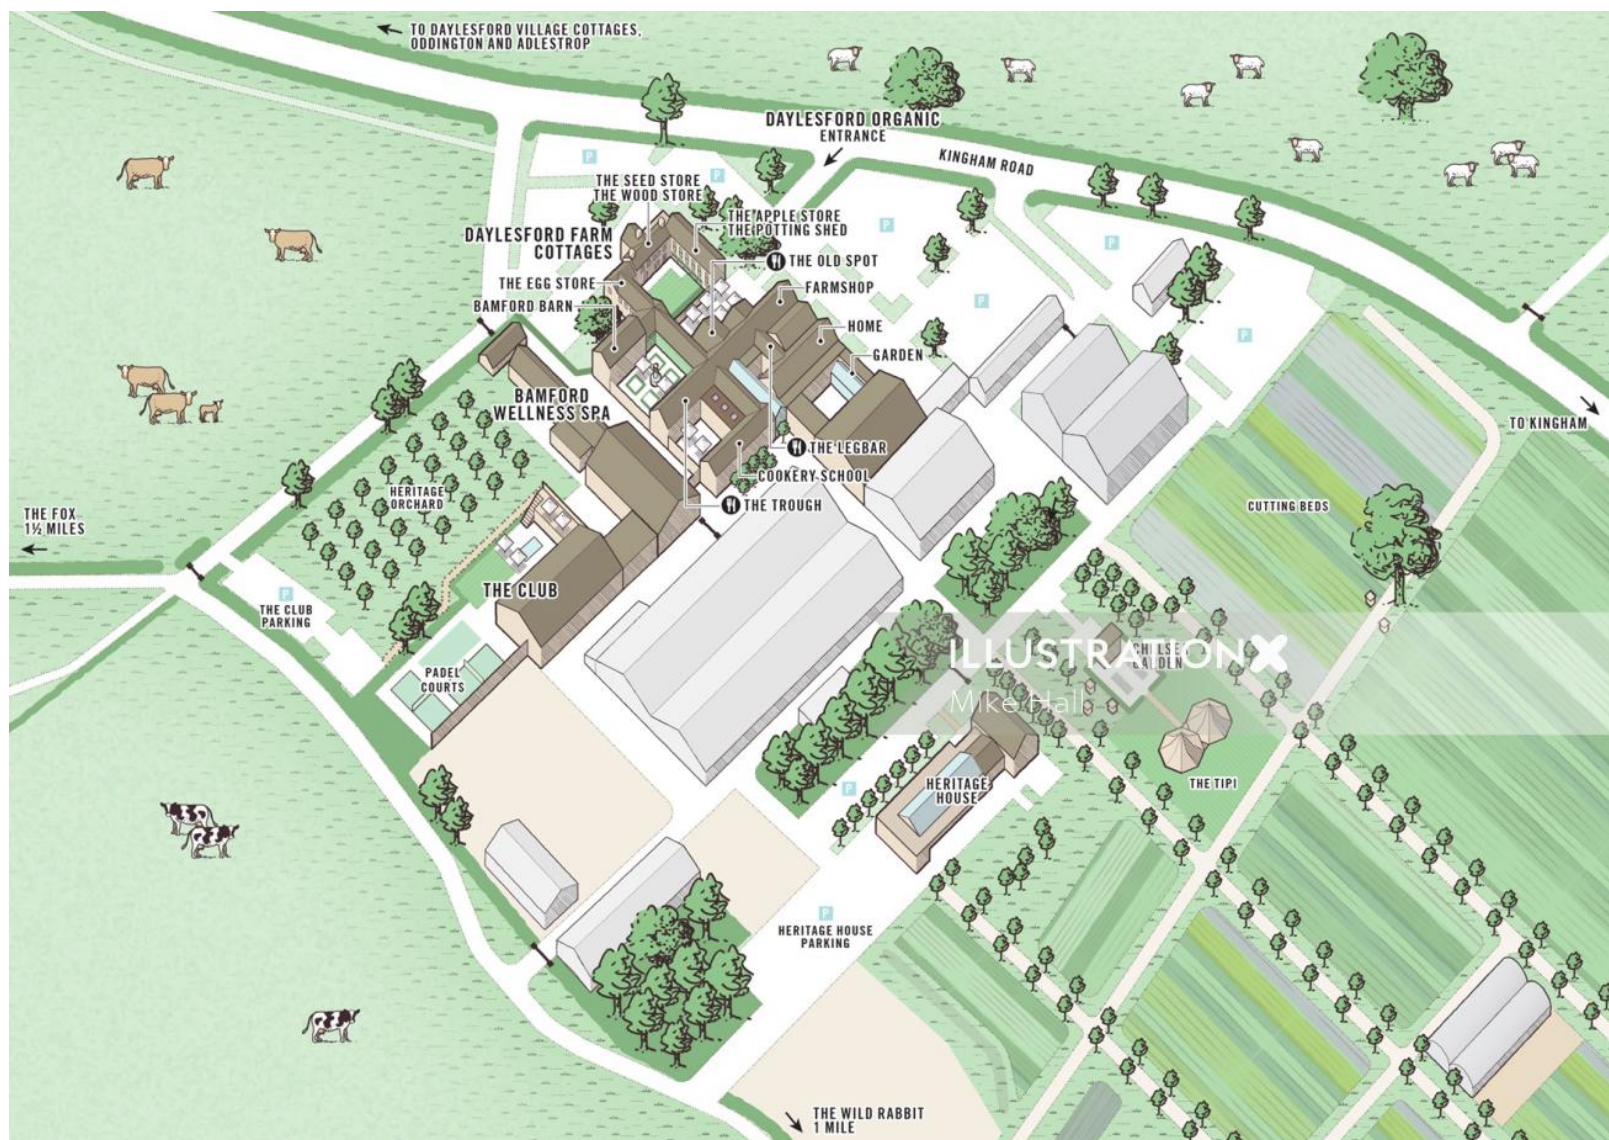 TO DAYLESFORD VILLAGE COTTAGES,
ODDINGTON AND ADLESTROP
DAYLESFORD ORGANIC
ENTRANCE
KINGHAM ROAD
P
P
THE SEED STORE
THE WOOD STORE
THE APPLE STORE
THE POTTING SHED
P
DAYLESFORD FARM
COTTAGES
P
THE OLD SPOT
THE EGG STORE
FARMSHOP
P
BAMFORD BARN
HOME
P
GARDEN
BAMFORD
WELLNESS SPA
TO KINGHAM
THE LEGBAR
COOKERY SCHOOL
HERITAGE
ORCHARD
THE TROUGH
CUTTING BEDS
THE FOX
1½ MILES
THE CLUB
P
THE CLUB
PARKING
ILLUSTRATIONX
Mike Hall
GARDEN
PADEL
COURTS
THE TIPI
P
HERITAGE
HOUSE
P
HERITAGE HOUSE
PARKING
THE WILD RABBIT
1 MILE